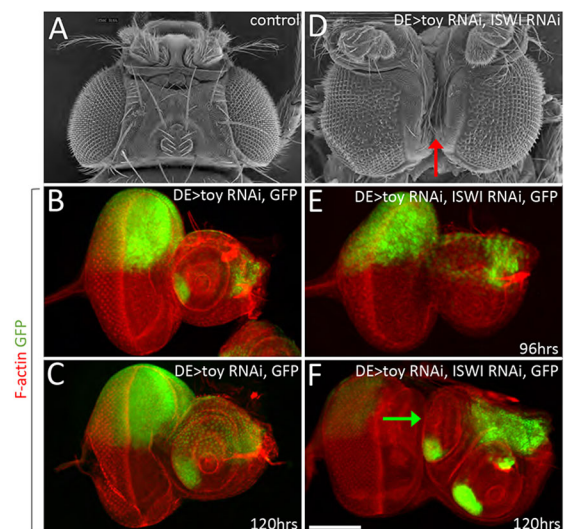 A
control
D
DE>toy RNAi, ISWI RNAi
B
DE>toy RNAi, GFP
E
DE>toy RNAi, ISWI RNAi, GFP
96hrs
F-actin GFP
C
DE>toy RNAi, GFP
120hrs
F
DE>toy RNAi, ISWI RNAi, GFP
120hrs